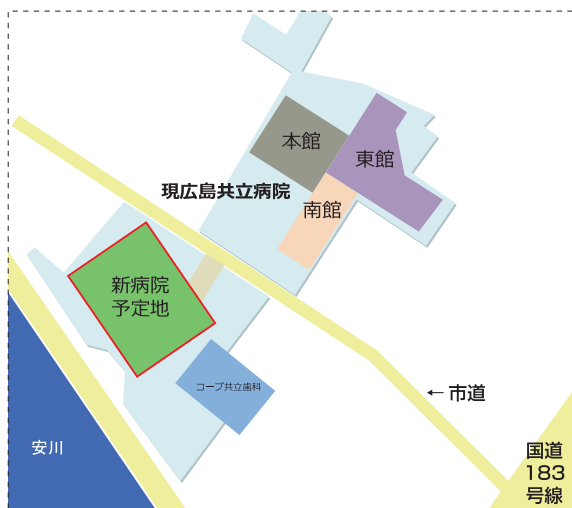 本館
東館
現広島共立病院
南館
新病院
予定地
コープ共立歯科
← 市道
安川
国道
183
号線